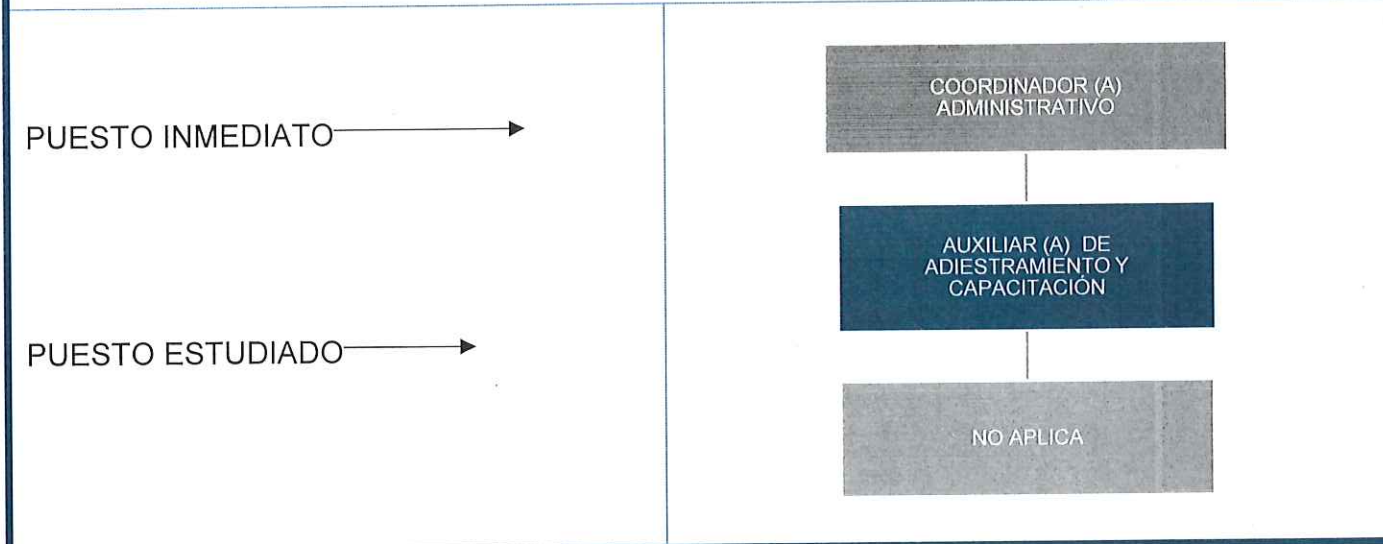 PUESTO INMEDIATO
COORDINADOR (A)
ADMINISTRATIVO
AUXILIAR (A) DE
ADIESTRAMIENTO Y
CAPACITACIÓN
PUESTO ESTUDIADO
NO APLICA